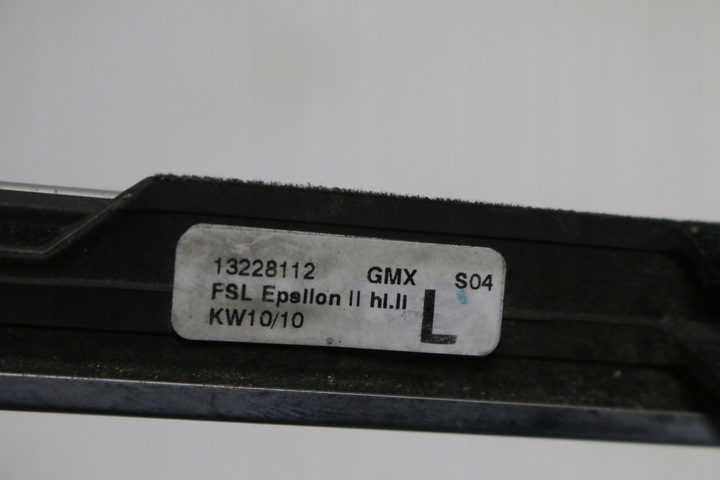 13228112 GMX S04
FSL Epsilon II hl.li
KW10/10 L